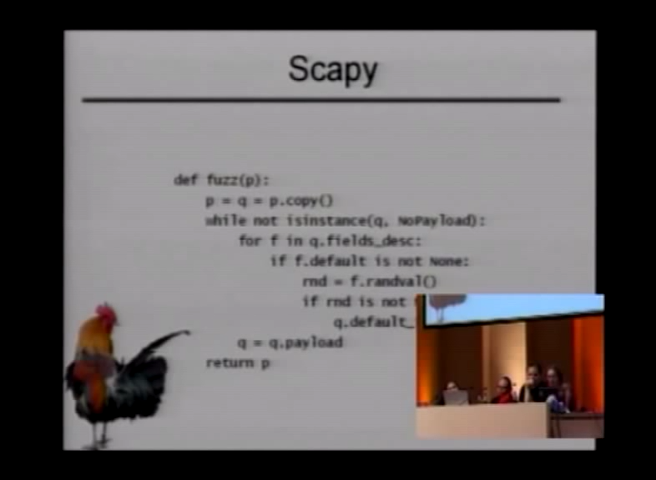 Scapy
def fuzz(p):
p = q = p.copy()
while not isinstance(q, NoPayload):
for f in q.fields_desc:
if f.default is not None:
rnd = f.randval()
if rnd is not
q.default_
q = q.payload
return p